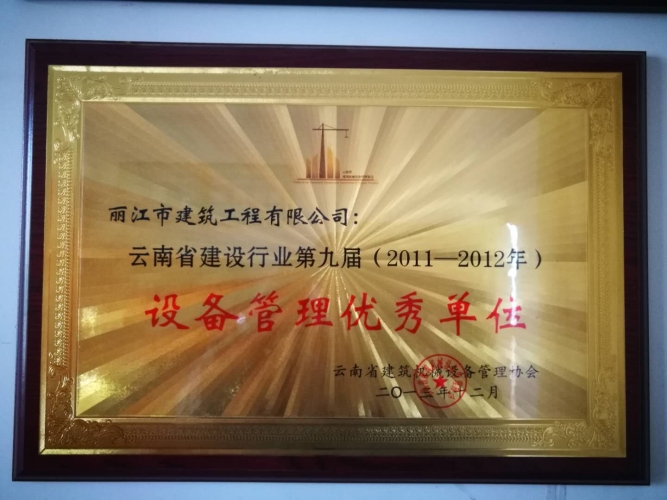 丽江市建筑工程有限公司：
云南省建设行业第九届（2011—2012年）
设备管理优秀单位
云南省建筑机械设备管理协会
二〇一三年十二月